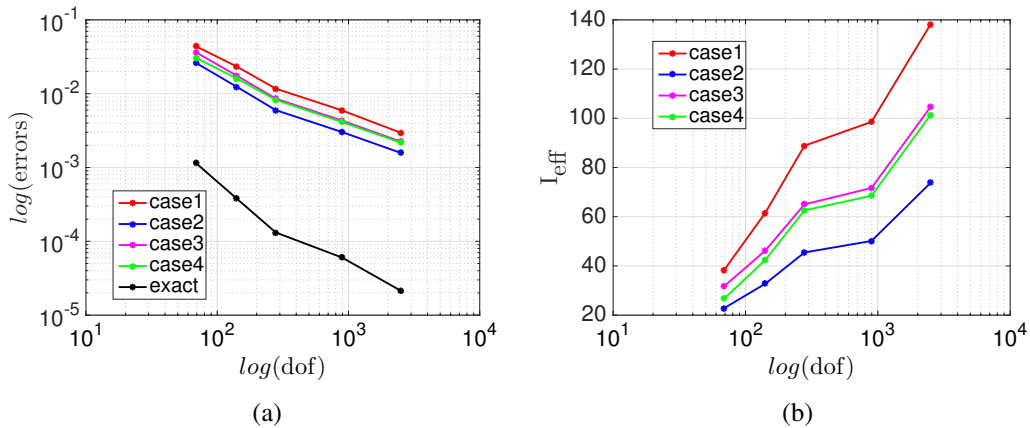 10^-1
10^-2
10^-3
10^-4
10^-5
log(errors)
case1
case2
case3
case4
exact
10^1
10^2
10^3
10^4
log(dof)
(a)
140
120
100
80
60
40
20
I_eff
case1
case2
case3
case4
10^1
10^2
10^3
10^4
log(dof)
(b)